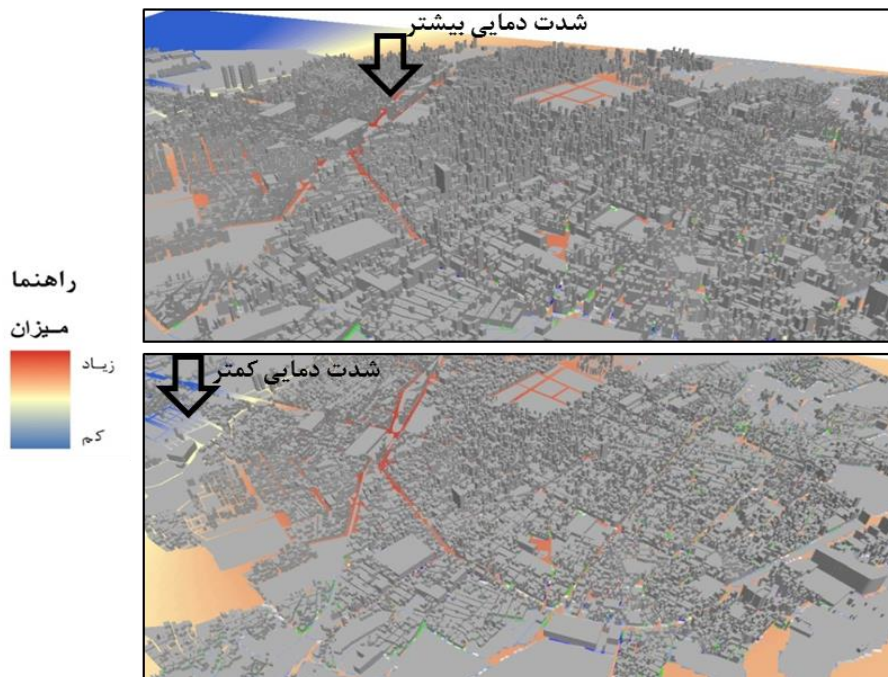 شدت دمایی بیشتر
شدت دمایی کمتر
راهنما
میزان
زیاد
کم